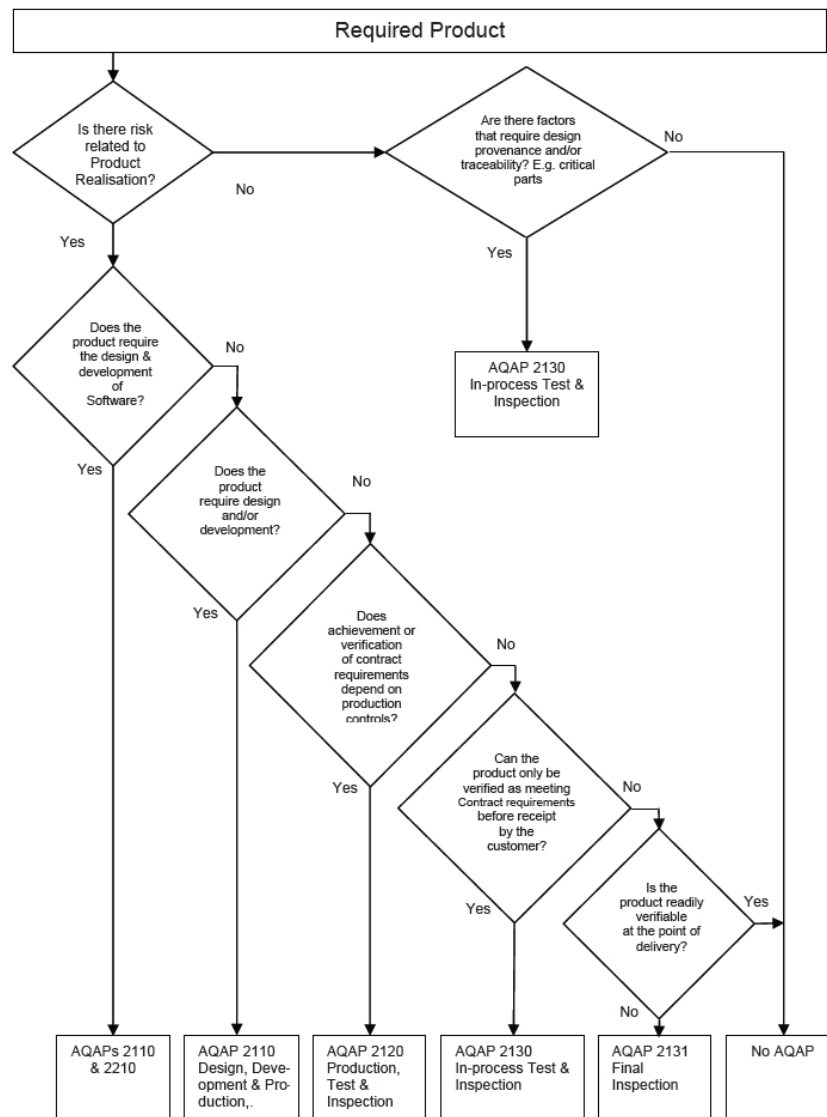 Required Product
Is there risk
related to
Product
Realisation?
Are there factors
that require design
provenance and/or
traceability? E.g. critical
parts
No
No
Yes
Yes
Does the
product require
the design &
development
of
Software?
No
AQAP 2130
In-process Test &
Inspection
Yes
Does the
product
require design
and/or
development?
No
Yes
Does
achievement or
verification
of contract
requirements
depend on
production
controls?
No
Yes
Can the
product only be
verified as meeting
Contract requirements
before receipt
by the
customer?
No
Yes
Is the
product readily
verifiable
at the point of
delivery?
Yes
No
AQAPs 2110
& 2210
AQAP 2110
Design, Devel-
opment & Pro-
duction,.
AQAP 2120
Production,
Test &
Inspection
AQAP 2130
In-process Test &
Inspection
AQAP 2131
Final
Inspection
No AQAP